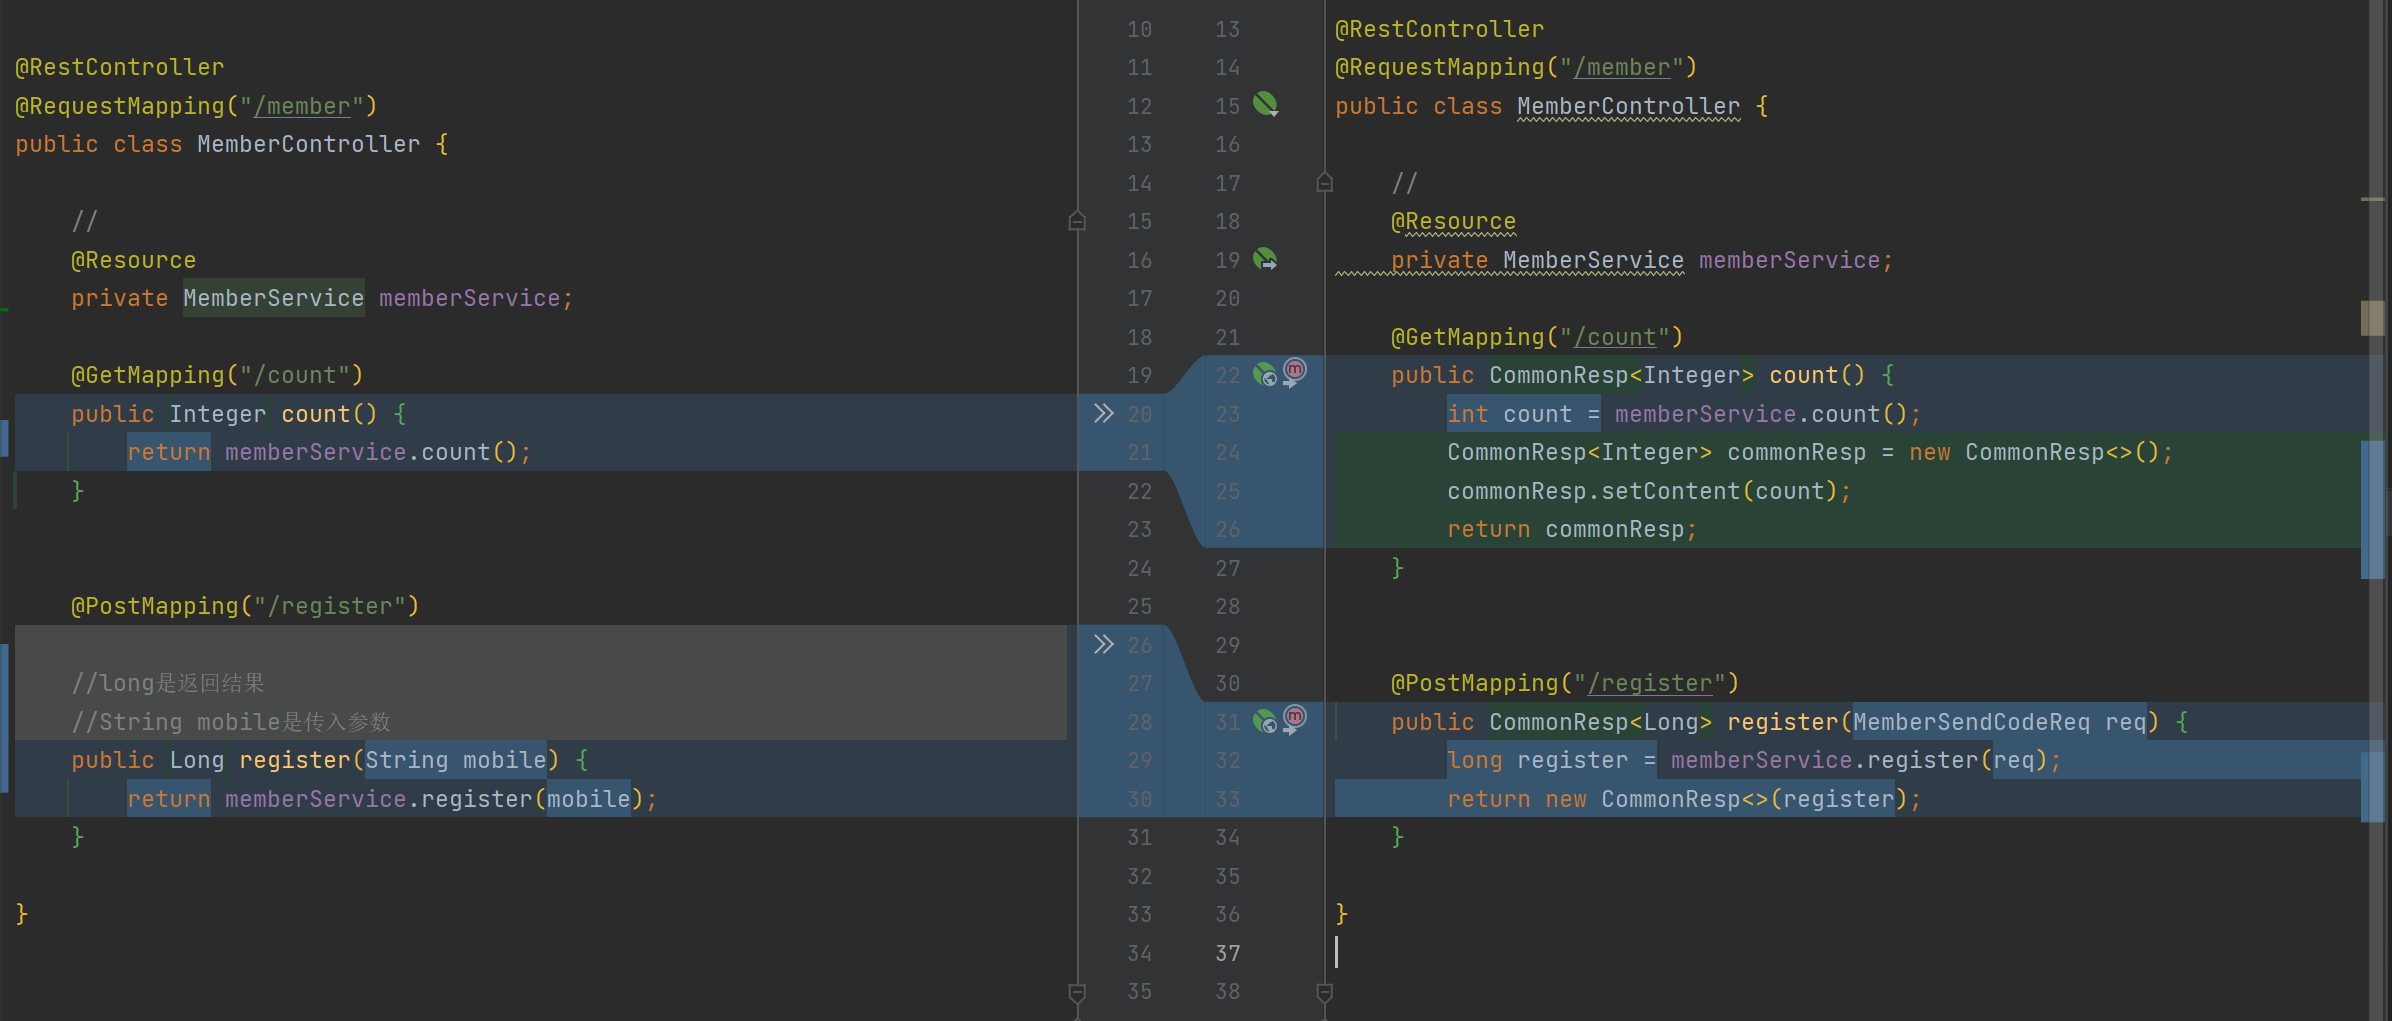 @RestController
@RequestMapping("/member")
public class MemberController {
//
@Resource
private MemberService memberService;
@GetMapping("/count")
public Integer count() {
return memberService.count();
}
@PostMapping("/register")
//long是返回结果
//String mobile是传入参数
public Long register(String mobile) {
return memberService.register(mobile);
}
}
10
11
12
13
14
15
16
17
18
19
20
21
22
23
24
25
26
27
28
29
30
31
32
33
34
35
13
14
15
16
17
18
19
20
21
22
23
24
25
26
27
28
29
30
31
32
33
34
35
36
37
38
@RestController
@RequestMapping("/member")
public class MemberController {
//
@Resource
private MemberService memberService;
@GetMapping("/count")
public CommonResp<Integer> count() {
int count = memberService.count();
CommonResp<Integer> commonResp = new CommonResp<>();
commonResp.setContent(count);
return commonResp;
}
@PostMapping("/register")
public CommonResp<Long> register(MemberSendCodeReq req) {
long register = memberService.register(req);
return new CommonResp<>(register);
}
}